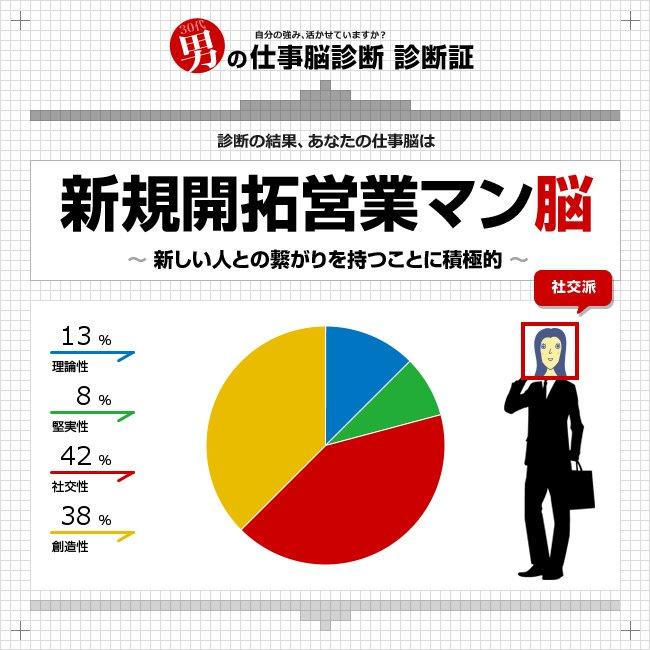 自分の強み、活かせていますか?
30代
男の仕事脳診断 診断証
診断の結果、あなたの仕事脳は
新規開拓営業マン脳
～ 新しい人との繋がりを持つことに積極的 ～
社交派
13 %
理論性
8 %
堅実性
42 %
社交性
38 %
創造性